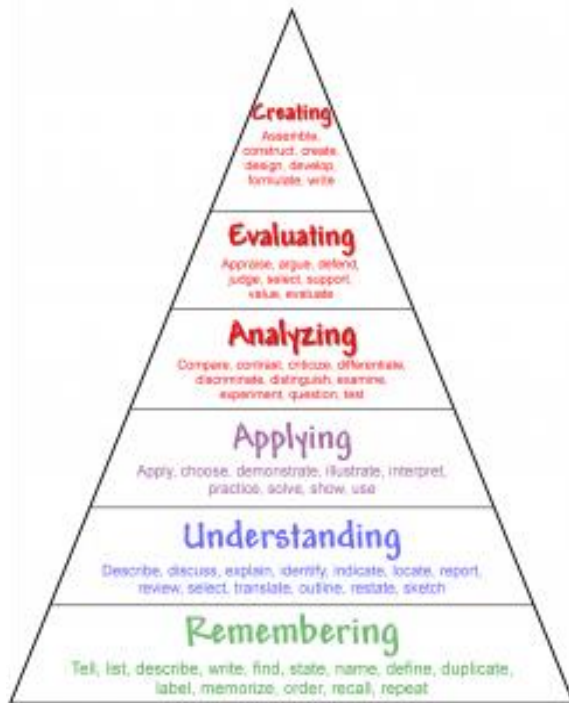 Creating
Assemble,
construct, create,
design, develop,
formulate, write
Evaluating
Appraise, argue, defend,
judge, select, support,
value, evaluate
Analyzing
Compare, contrast, criticize, differentiate,
discriminate, distinguish, examine,
experiment, question, test
Applying
Apply, choose, demonstrate, illustrate, interpret,
practice, solve, show, use
Understanding
Describe, discuss, explain, identify, indicate, locate, report,
review, select, translate, outline, restate, sketch
Remembering
Tell, list, describe, write, find, state, name, define, duplicate,
label, memorize, order, recall, repeat